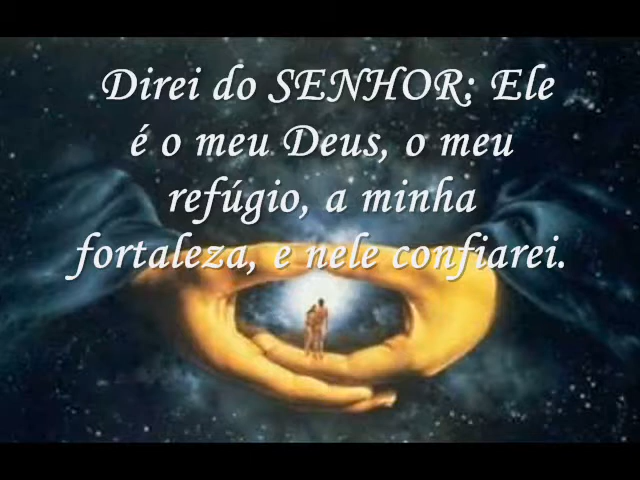 Direi do SENHOR: Ele
é o meu Deus, o meu
refúgio, a minha
fortaleza, e nele confiarei.